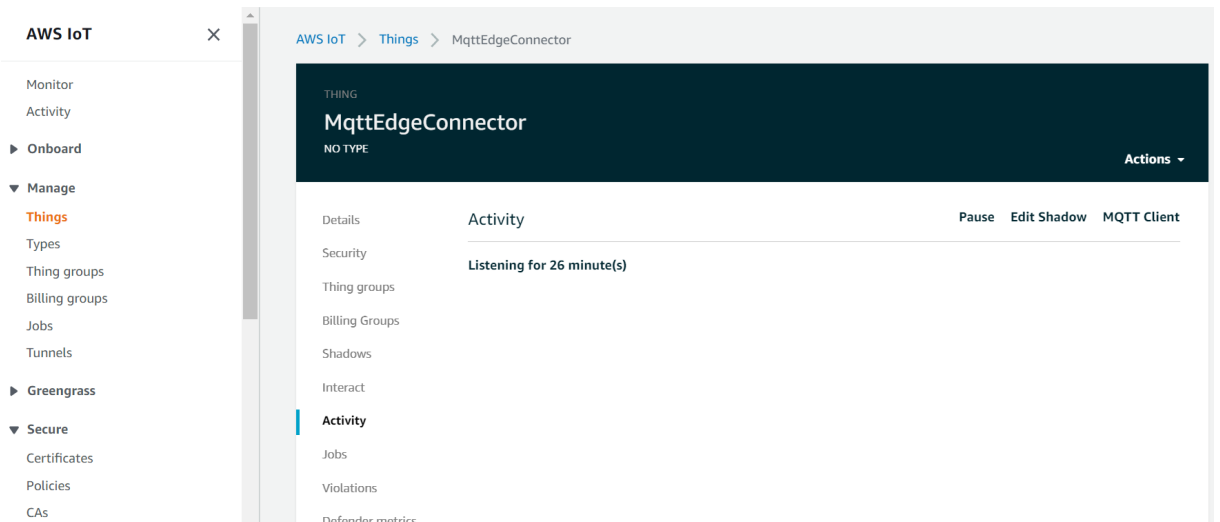 AWS IoT
Monitor
Activity
Onboard
Manage
Things
Types
Thing groups
Billing groups
Jobs
Tunnels
Greengrass
Secure
Certificates
Policies
CAs
AWS IoT > Things > MqttEdgeConnector
THING
MqttEdgeConnector
NO TYPE
Actions
Details
Security
Thing groups
Billing Groups
Shadows
Interact
Activity
Jobs
Violations
Defender metrics
Activity Pause Edit Shadow MQTT Client
Listening for 26 minute(s)